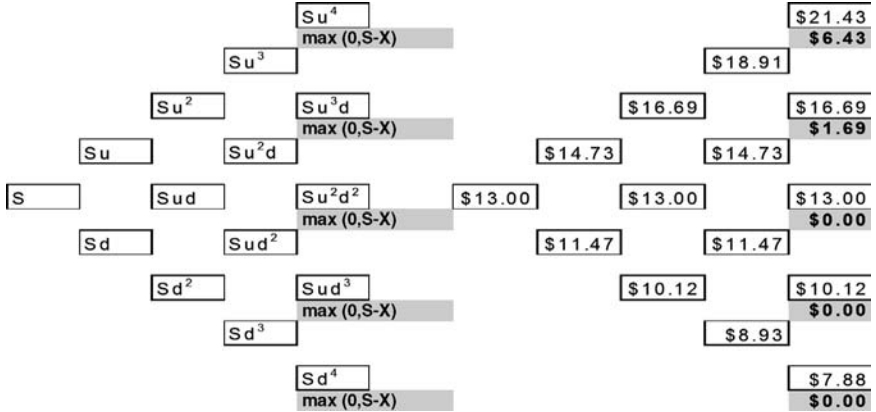 Su⁴ $21.43
max (0,S-X) $6.43
Su³ $18.91
Su² Su³d $16.69 $16.69
max (0,S-X) $1.69
Su Su²d $14.73 $14.73
S Sud Su²d² $13.00 $13.00 $13.00
max (0,S-X) $0.00
Sd Sud² $11.47 $11.47
Sd² Sud³ $10.12 $10.12
max (0,S-X) $0.00
Sd³ $8.93
Sd⁴ $7.88
max (0,S-X) $0.00